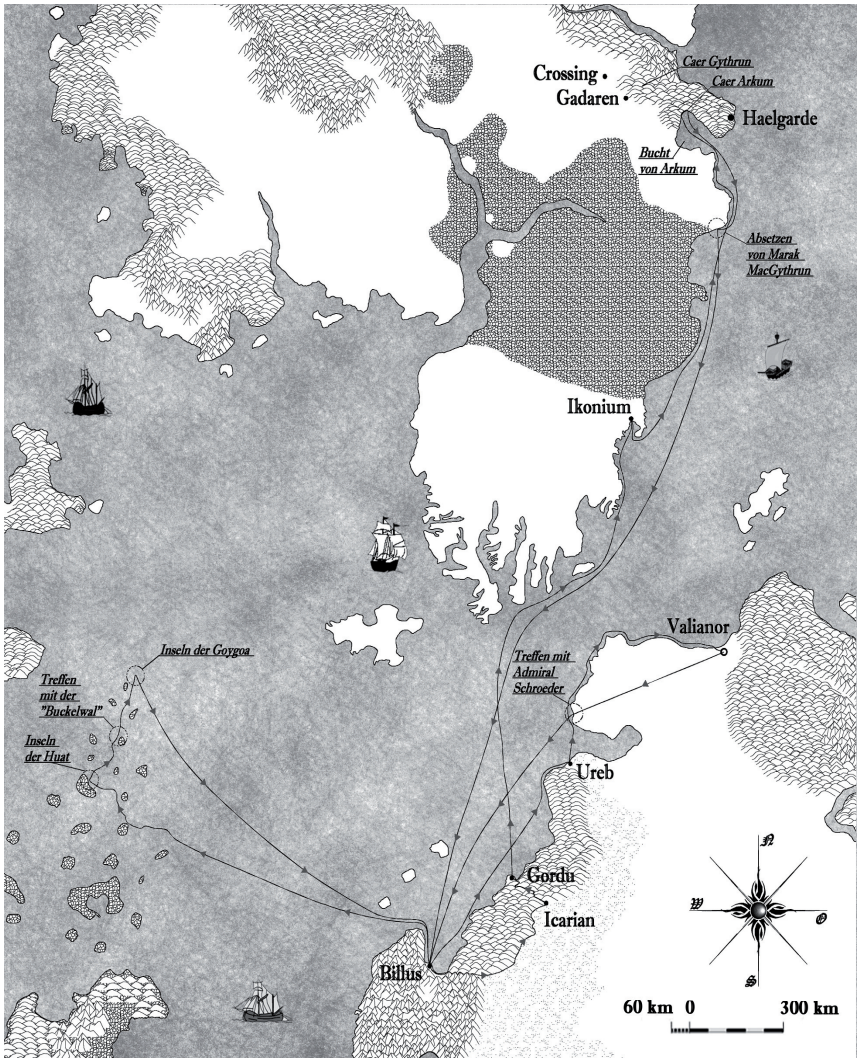 Caer Gythrun
Crossing
Caer Arkum
Gadaren
Haelgarde
Bucht
von Arkum
Absetzen
von Marak
MacGythrun
Ikonium
Valianor
Inseln der Goygoa
Treffen mit
Admiral
Schroeder
Treffen
mit der
"Buckelwal"
Inseln
der Huat
Ureb
Gordu
Icarian
Billus
N
W
O
S
60 km 0 300 km